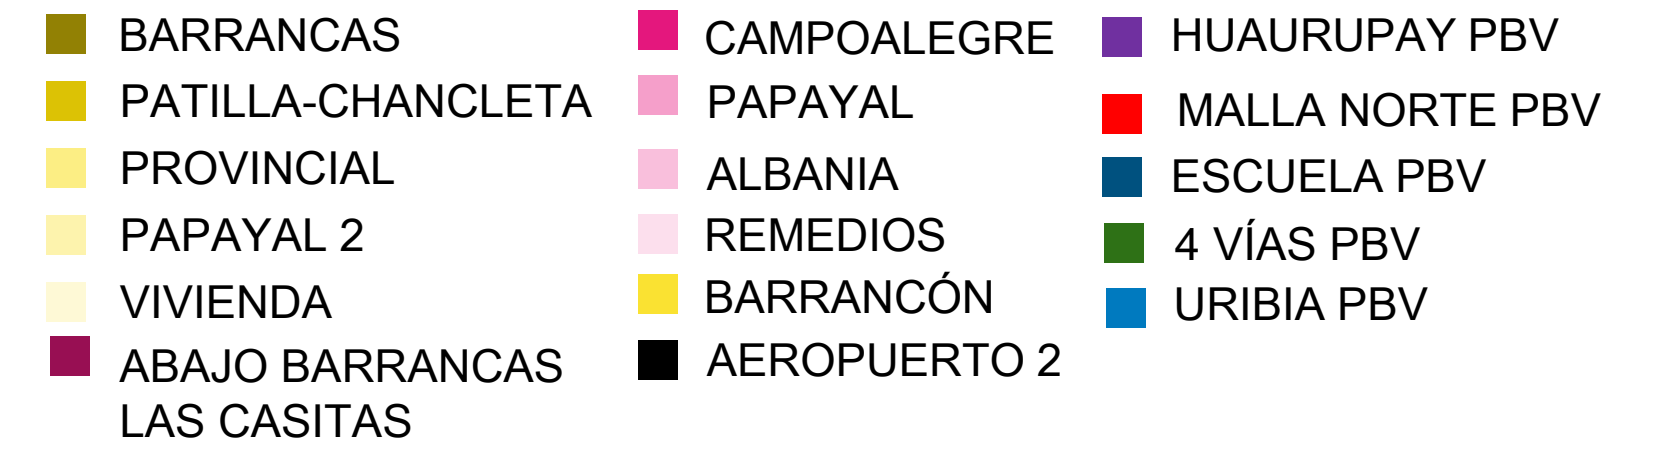 BARRANCAS
PATILLA-CHANCLETA
PROVINCIAL
PAPAYAL 2
VIVIENDA
ABAJO BARRANCAS
LAS CASITAS
CAMPOALEGRE
PAPAYAL
ALBANIA
REMEDIOS
BARRANCÓN
AEROPUERTO 2
HUAURUPAY PBV
MALLA NORTE PBV
ESCUELA PBV
4 VÍAS PBV
URIBIA PBV